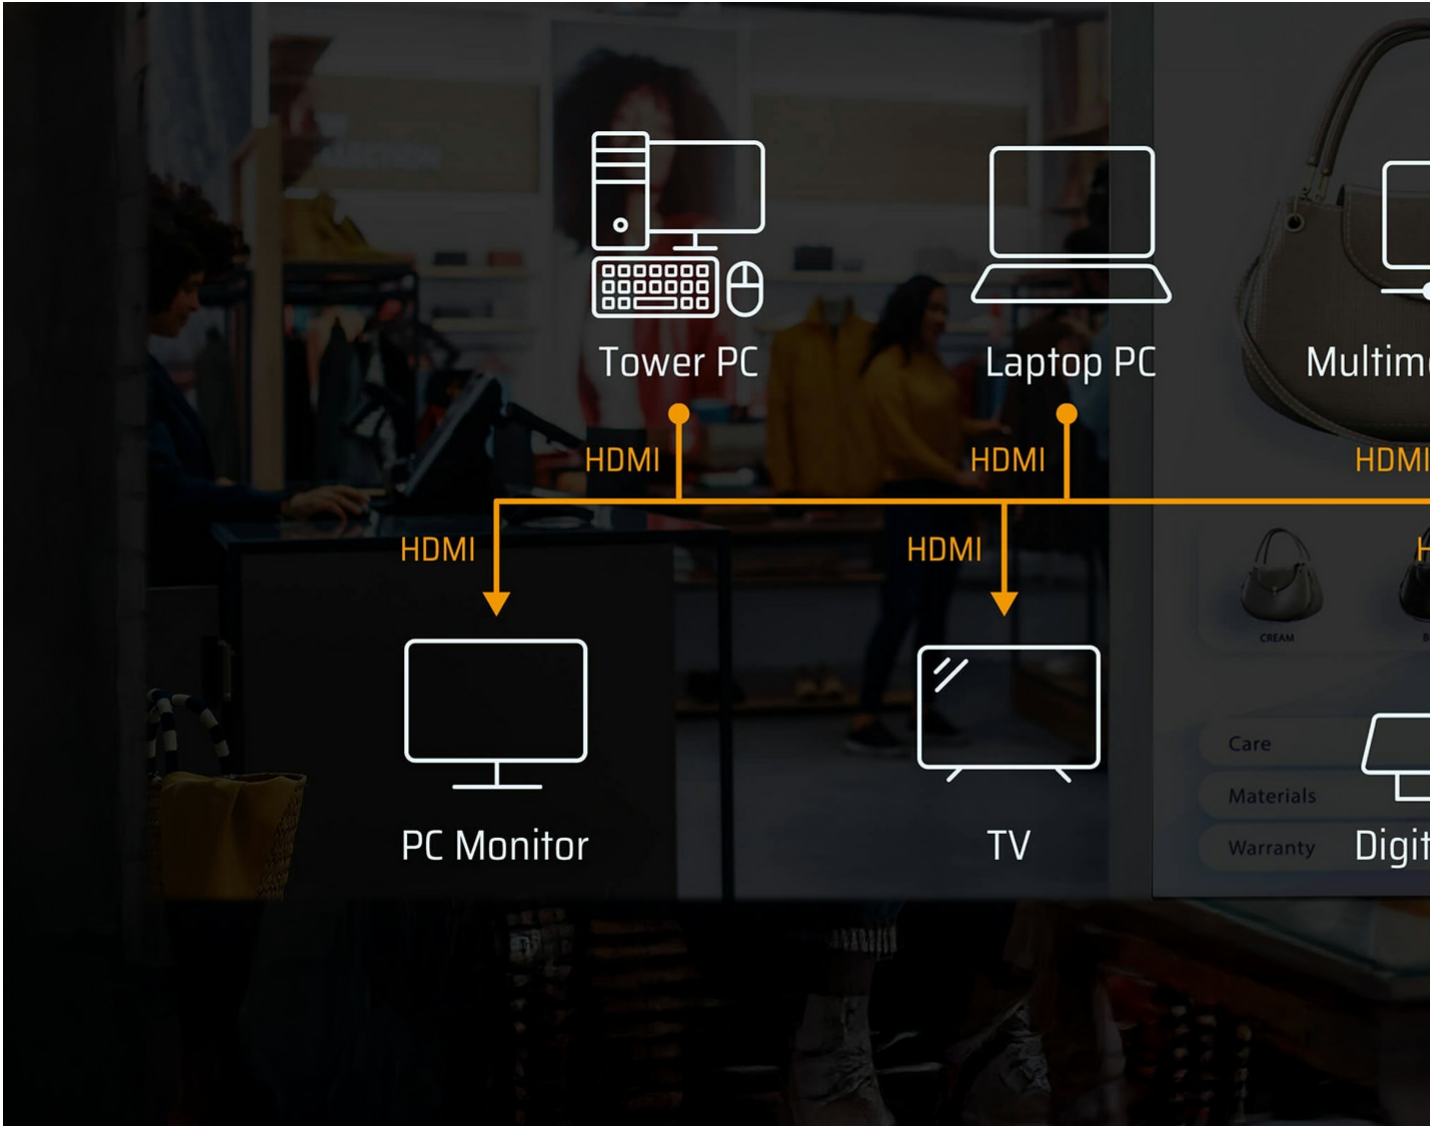 Tower PC
Laptop PC
HDMI
HDMI
HDMI
HDMI
HDMI
CREAM
PC Monitor
TV
Care
Materials
Warranty